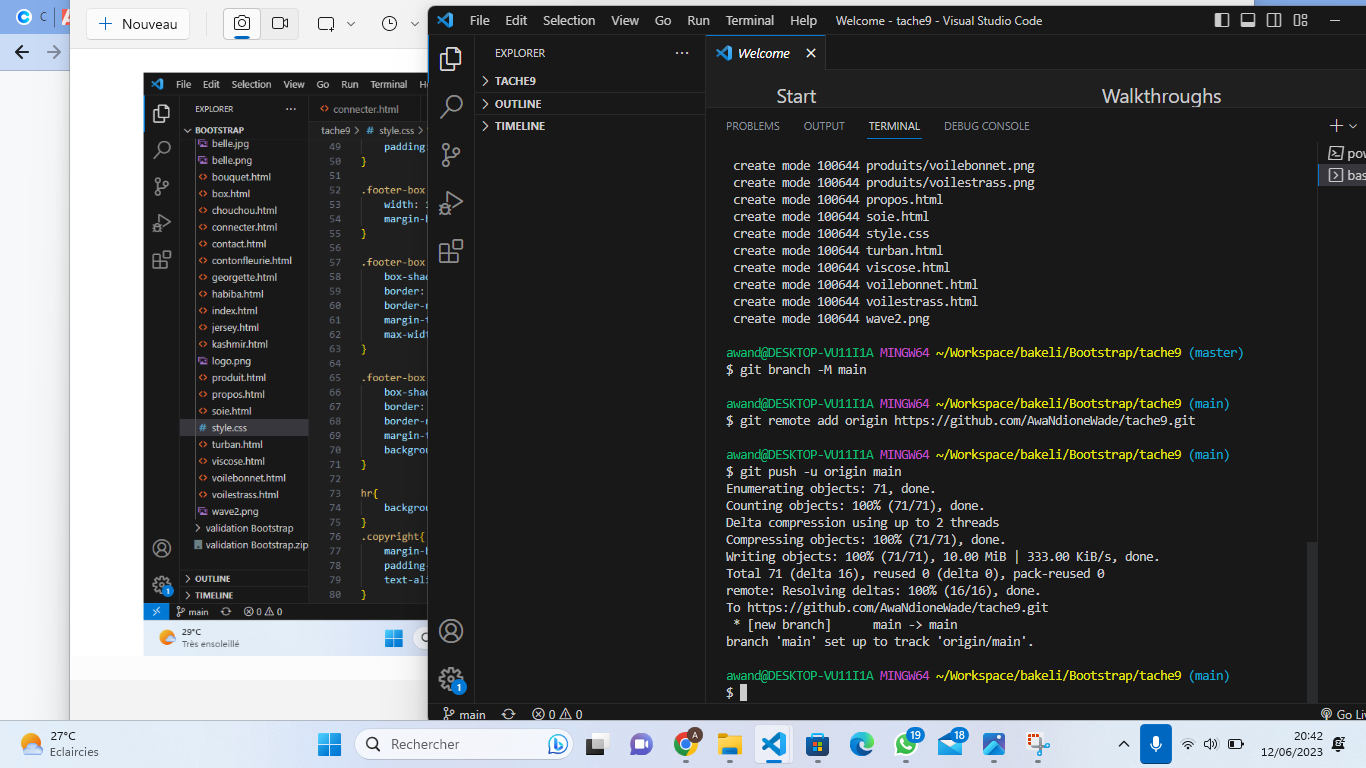 Nouveau
File Edit Selection View Go Run Terminal Help Welcome - tache9 - Visual Studio Code
EXPLORER
TACHE9
OUTLINE
TIMELINE
Welcome
Start
Walkthroughs
PROBLEMS OUTPUT TERMINAL DEBUG CONSOLE
create mode 100644 produits/voilebonnet.png
create mode 100644 produits/voilestrass.png
create mode 100644 propos.html
create mode 100644 soie.html
create mode 100644 style.css
create mode 100644 turban.html
create mode 100644 viscose.html
create mode 100644 voilebonnet.html
create mode 100644 voilestrass.html
create mode 100644 wave2.png
awand@DESKTOP-VU11I1A MINGW64 ~/Workspace/bakeli/Bootstrap/tache9 (master)
$ git branch -M main
awand@DESKTOP-VU11I1A MINGW64 ~/Workspace/bakeli/Bootstrap/tache9 (main)
$ git remote add origin https://github.com/AwaNdioneWade/tache9.git
awand@DESKTOP-VU11I1A MINGW64 ~/Workspace/bakeli/Bootstrap/tache9 (main)
$ git push -u origin main
Enumerating objects: 71, done.
Counting objects: 100% (71/71), done.
Delta compression using up to 2 threads
Compressing objects: 100% (71/71), done.
Writing objects: 100% (71/71), 10.00 MiB | 333.00 KiB/s, done.
Total 71 (delta 16), reused 0 (delta 0), pack-reused 0
remote: Resolving deltas: 100% (16/16), done.
To https://github.com/AwaNdioneWade/tache9.git
* [new branch] main -> main
branch 'main' set up to track 'origin/main'.
awand@DESKTOP-VU11I1A MINGW64 ~/Workspace/bakeli/Bootstrap/tache9 (main)
$
main 0 0
File Edit Selection View Go Run Terminal
EXPLORER
connecter.html
BOOTSTRAP
tache9 > # style.css >
belle.jpg
belle.png
bouquet.html
box.html
chouchou.html
connecter.html
contact.html
contonfleurie.html
georgette.html
habiba.html
index.html
jersey.html
kashmir.html
logo.png
produit.html
propos.html
soie.html
# style.css
turban.html
viscose.html
voilebonnet.html
voilestrass.html
wave2.png
validation Bootstrap
validation Bootstrap.zip
OUTLINE
TIMELINE
49 padding
50 }
51
52 .footer-box
53 width:
54 margin-
55 }
56
57 .footer-box
58 box-shad
59 border:
60 border-
61 margin-
62 max-widt
63 }
64
65 .footer-box
66 box-shad
67 border:
68 border-
69 margin-
70 backgrou
71 }
72
73 hr{
74 backgrou
75 }
76 .copyright{
77 margin-
78 padding-
79 text-ali
80 }
main 0 0
29°C
Très ensoleillé
27°C
Eclaircies
Rechercher
19
18
20:42
12/06/2023